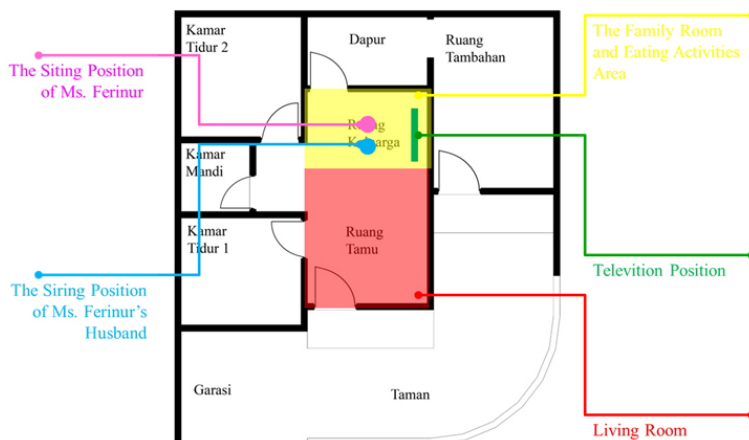 Kamar
Tidur 2
Dapur
Ruang
Tambahan
The Family Room
and Eating Activities
Area
The Siting Position
of Ms. Ferinur
Ruang
Keluarga
Kamar
Mandi
Kamar
Tidur 1
Ruang
Tamu
Televition Position
The Siring Position
of Ms. Ferinur's
Husband
Garasi
Taman
Living Room